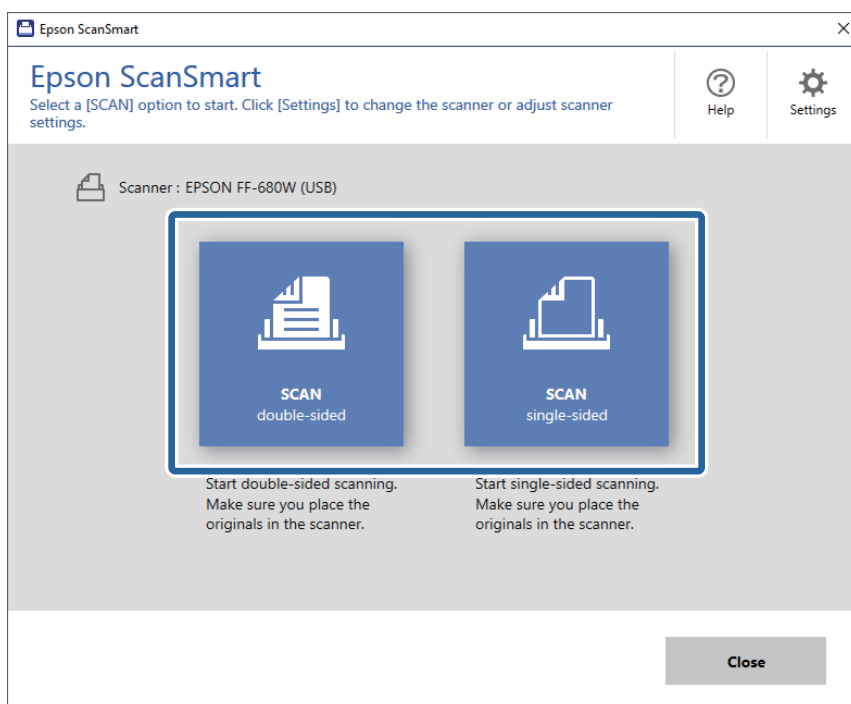 Epson ScanSmart
Epson ScanSmart
Select a [SCAN] option to start. Click [Settings] to change the scanner or adjust scanner
settings.
Help
Settings
Scanner : EPSON FF-680W (USB)
SCAN
double-sided
SCAN
single-sided
Start double-sided scanning.
Make sure you place the
originals in the scanner.
Start single-sided scanning.
Make sure you place the
originals in the scanner.
Close